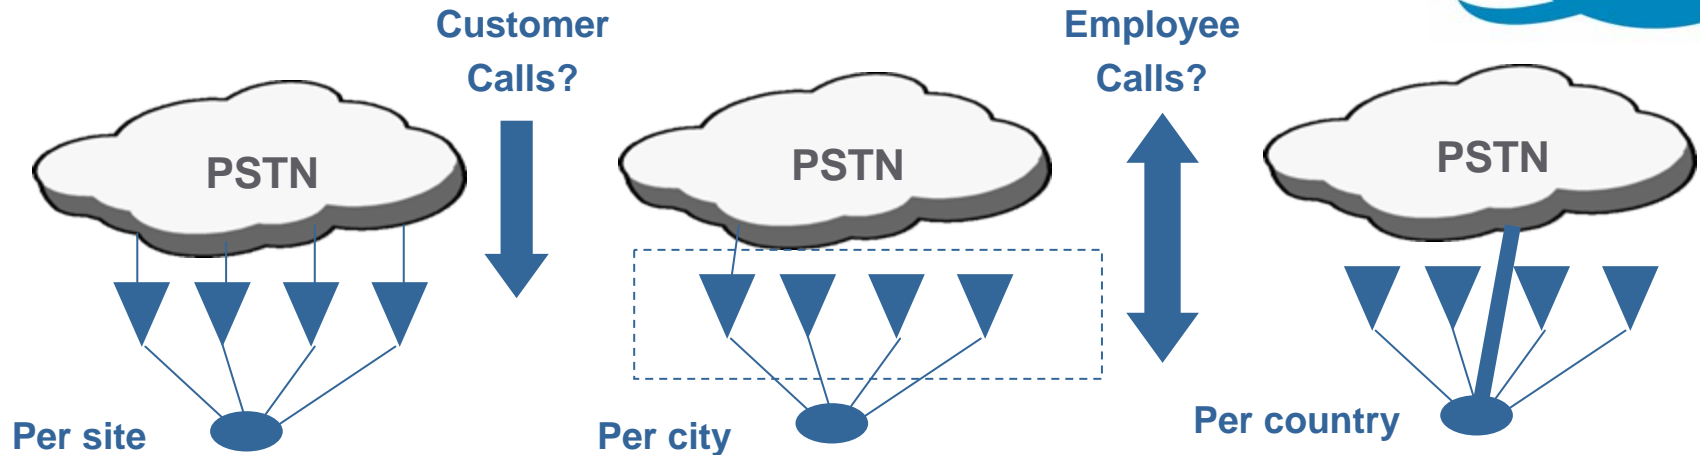 Customer
Calls?
Employee
Calls?
PSTN
PSTN
PSTN
Per site
Per city
Per country